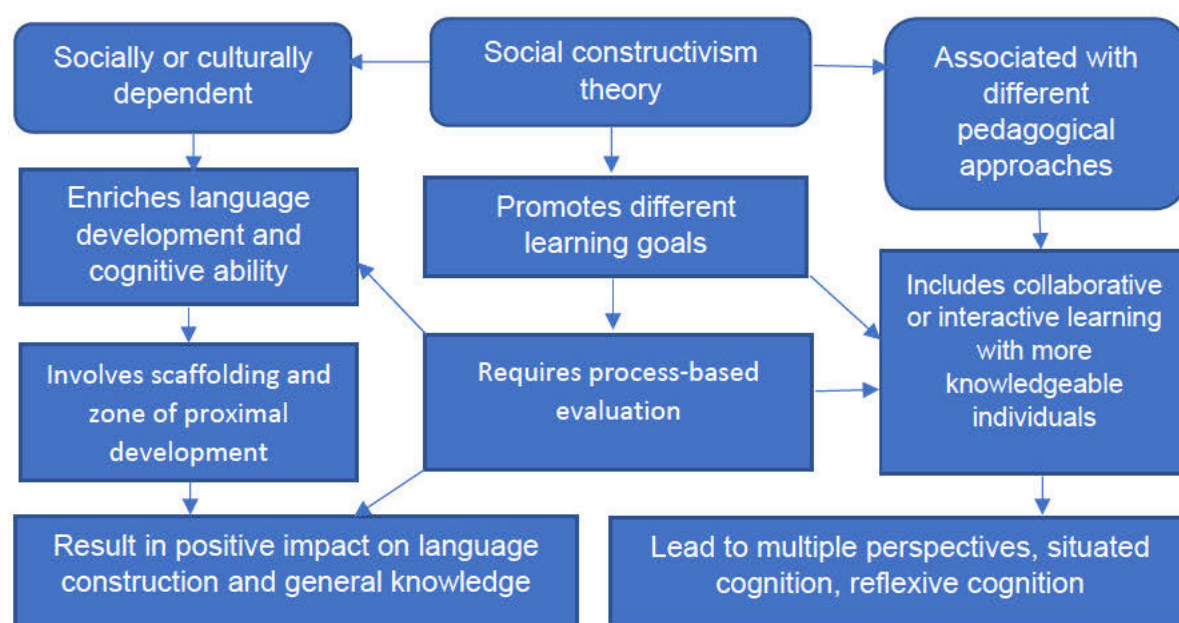 Socially or culturally
dependent
Social constructivism
theory
Associated with
different
pedagogical
approaches
Enriches language
development and
cognitive ability
Promotes different
learning goals
Includes collaborative
or interactive learning
with more
knowledgeable
individuals
Involves scaffolding and
zone of proximal
development
Requires process-based
evaluation
Result in positive impact on language
construction and general knowledge
Lead to multiple perspectives, situated
cognition, reflexive cognition